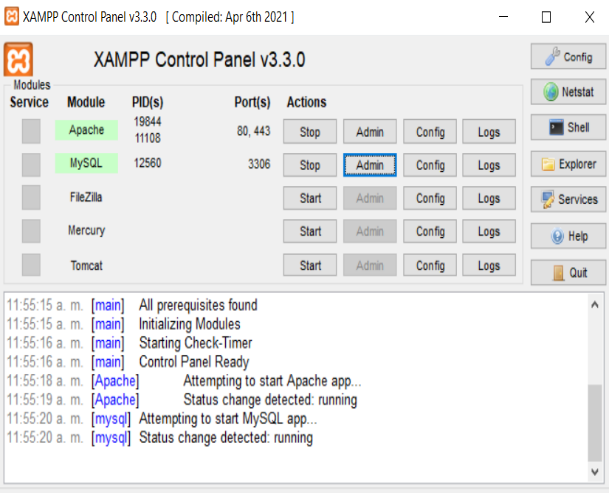 XAMPP Control Panel v3.3.0 [ Compiled: Apr 6th 2021 ]
XAMPP Control Panel v3.3.0
Config
Modules
Service Module PID(s) Port(s) Actions
Netstat
Apache 19844 11108 80, 443 Stop Admin Config Logs
Shell
MySQL 12560 3306 Stop Admin Config Logs
Explorer
FileZilla Start Admin Config Logs
Services
Mercury Start Admin Config Logs
Help
Tomcat Start Admin Config Logs
Quit
11:55:15 a. m. [main] All prerequisites found
11:55:15 a. m. [main] Initializing Modules
11:55:16 a. m. [main] Starting Check-Timer
11:55:16 a. m. [main] Control Panel Ready
11:55:18 a. m. [Apache] Attempting to start Apache app...
11:55:19 a. m. [Apache] Status change detected: running
11:55:20 a. m. [mysql] Attempting to start MySQL app...
11:55:20 a. m. [mysql] Status change detected: running